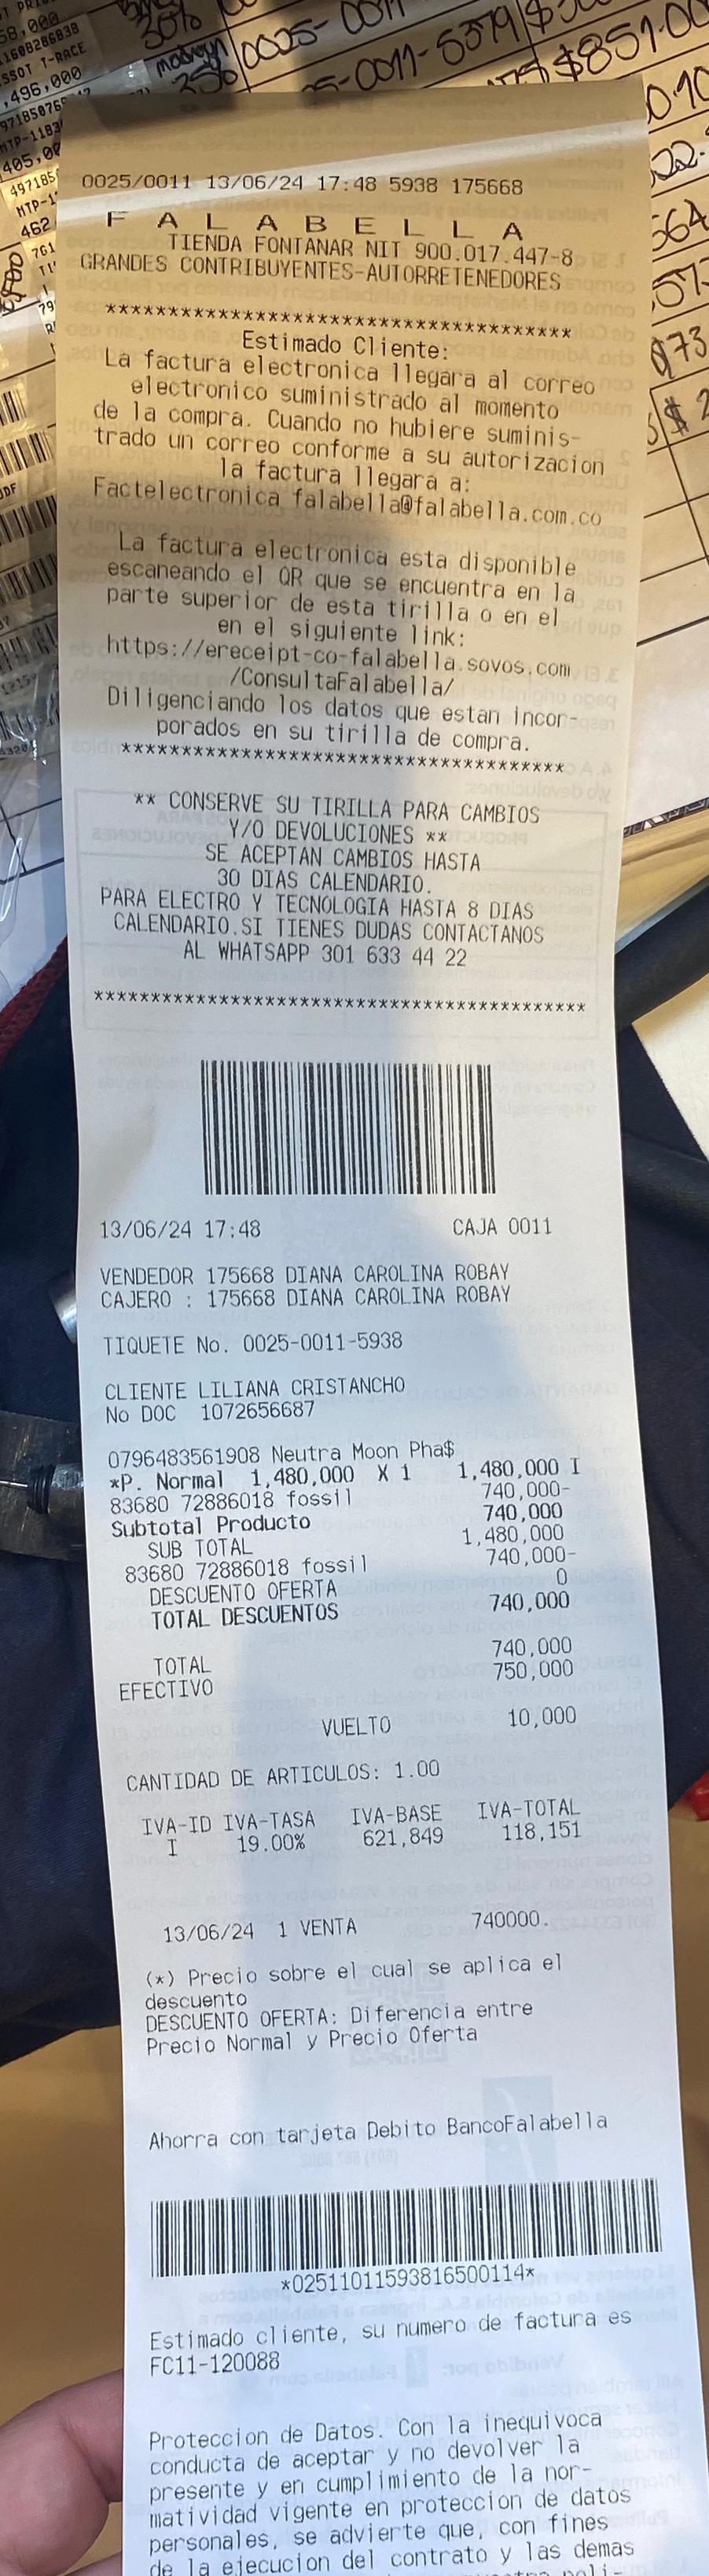 0025/0011 13/06/24 17:48 5938 175668
F A L A B E L L A
TIENDA FONTANAR NIT 900.017.447-8
GRANDES CONTRIBUYENTES-AUTORRETENEDORES
*************************************
Estimado Cliente:
La factura electronica llegara al correo
electronico suministrado al momento
de la compra. Cuando no hubiere suminis-
trado un correo conforme a su autorizacion
la factura llegara a:
Factelectronica falabella@falabella.com.co
La factura electronica esta disponible
escaneando el QR que se encuentra en la
parte superior de esta tirilla o en el
en el siguiente link:
https://ereceipt-co-falabella.sovos.com
/ConsultaFalabella/
Diligenciando los datos que estan incor-
porados en su tirilla de compra.
*************************************
** CONSERVE SU TIRILLA PARA CAMBIOS
Y/O DEVOLUCIONES **
SE ACEPTAN CAMBIOS HASTA
30 DIAS CALENDARIO.
PARA ELECTRO Y TECNOLOGIA HASTA 8 DIAS
CALENDARIO.SI TIENES DUDAS CONTACTANOS
AL WHATSAPP 301 633 44 22
*******************************************
13/06/24 17:48 CAJA 0011
VENDEDOR 175668 DIANA CAROLINA ROBAY
CAJERO : 175668 DIANA CAROLINA ROBAY
TIQUETE No. 0025-0011-5938
CLIENTE LILIANA CRISTANCHO
No DOC 1072656687
0796483561908 Neutra Moon Pha$
*P. Normal 1,480,000 X 1 1,480,000 I
83680 72886018 fossil 740,000-
Subtotal Producto 740,000
SUB TOTAL 1,480,000
83680 72886018 fossil 740,000-
DESCUENTO OFERTA 0
TOTAL DESCUENTOS 740,000
TOTAL 740,000
EFECTIVO 750,000
VUELTO 10,000
CANTIDAD DE ARTICULOS: 1.00
IVA-ID IVA-TASA IVA-BASE IVA-TOTAL
I 19.00% 621,849 118,151
13/06/24 1 VENTA 740000.
(*) Precio sobre el cual se aplica el
descuento
DESCUENTO OFERTA: Diferencia entre
Precio Normal y Precio Oferta
Ahorra con tarjeta Debito BancoFalabella
*02511011593816500114*
Estimado cliente, su numero de factura es
FC11-120088
Proteccion de Datos. Con la inequivoca
conducta de aceptar y no devolver la
presente y en cumplimiento de la nor-
matividad vigente en proteccion de datos
personales, se advierte que, con fines
de la ejecucion del contrato y las demas